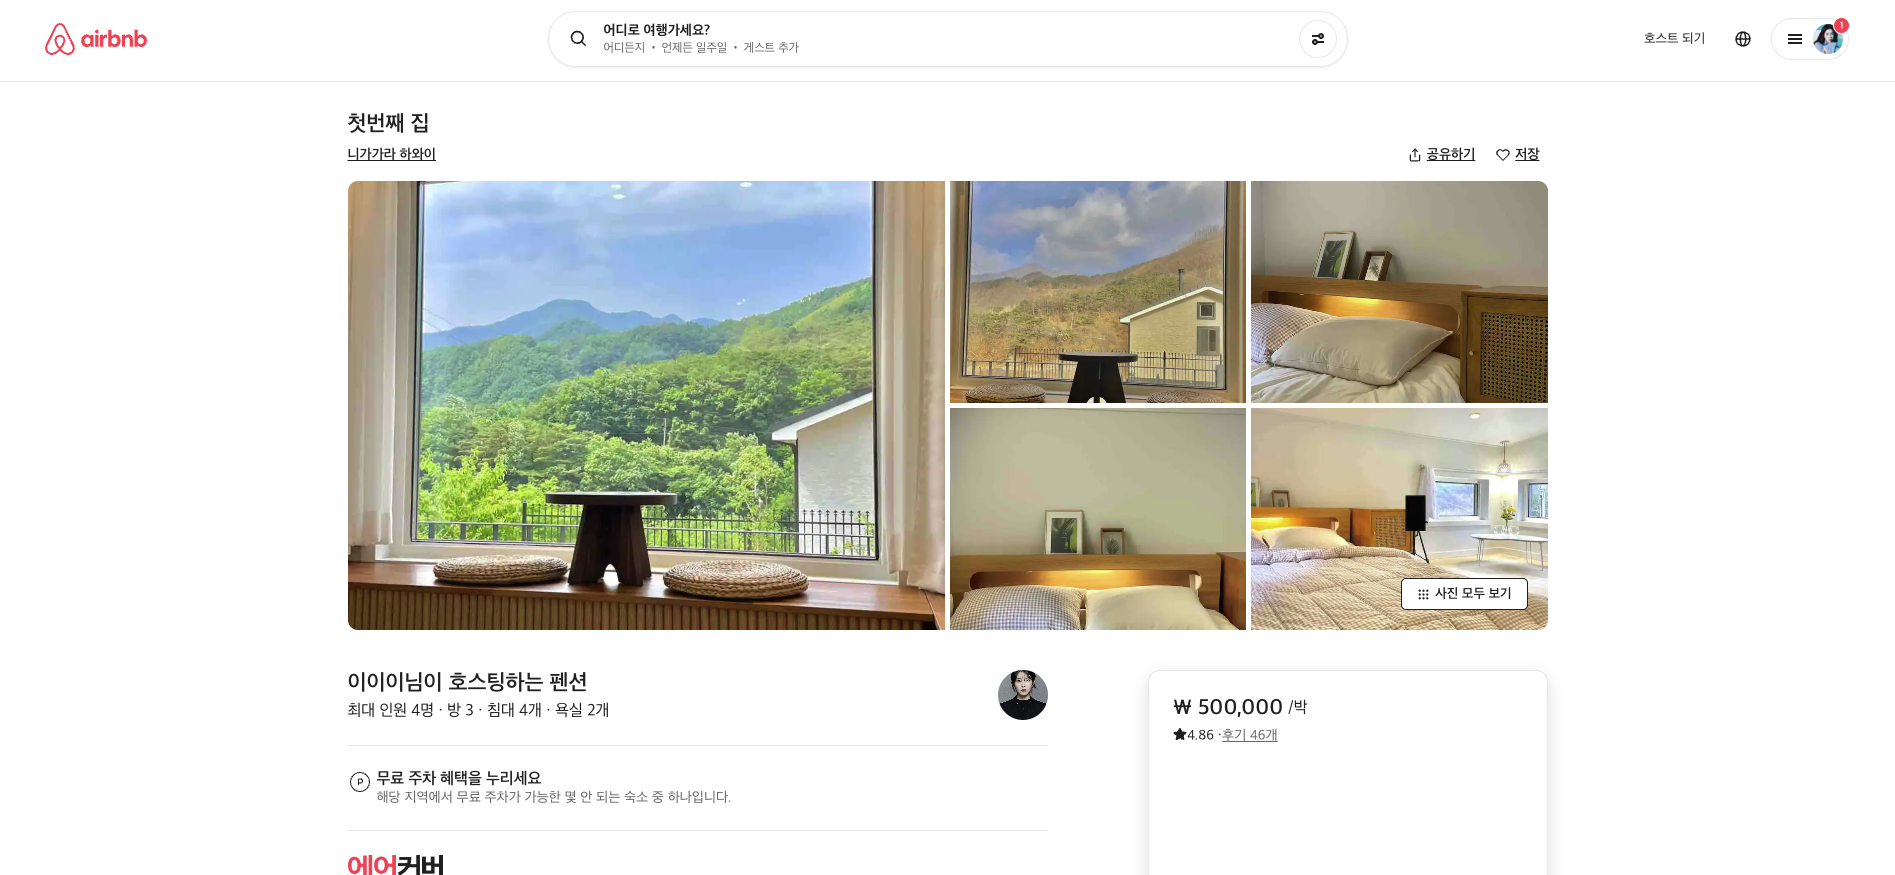 airbnb
어디로 여행가세요?
어디든지 • 언제든 일주일 • 게스트 추가
호스트 되기
1
첫번째 집
니가가라 하와이
공유하기 저장
사진 모두 보기
이이이님이 호스팅하는 펜션
최대 인원 4명 · 방 3 · 침대 4개 · 욕실 2개
₩ 500,000 /박
★4.86 ·후기 46개
P 무료 주차 혜택을 누리세요
해당 지역에서 무료 주차가 가능한 몇 안 되는 숙소 중 하나입니다.
에어커버